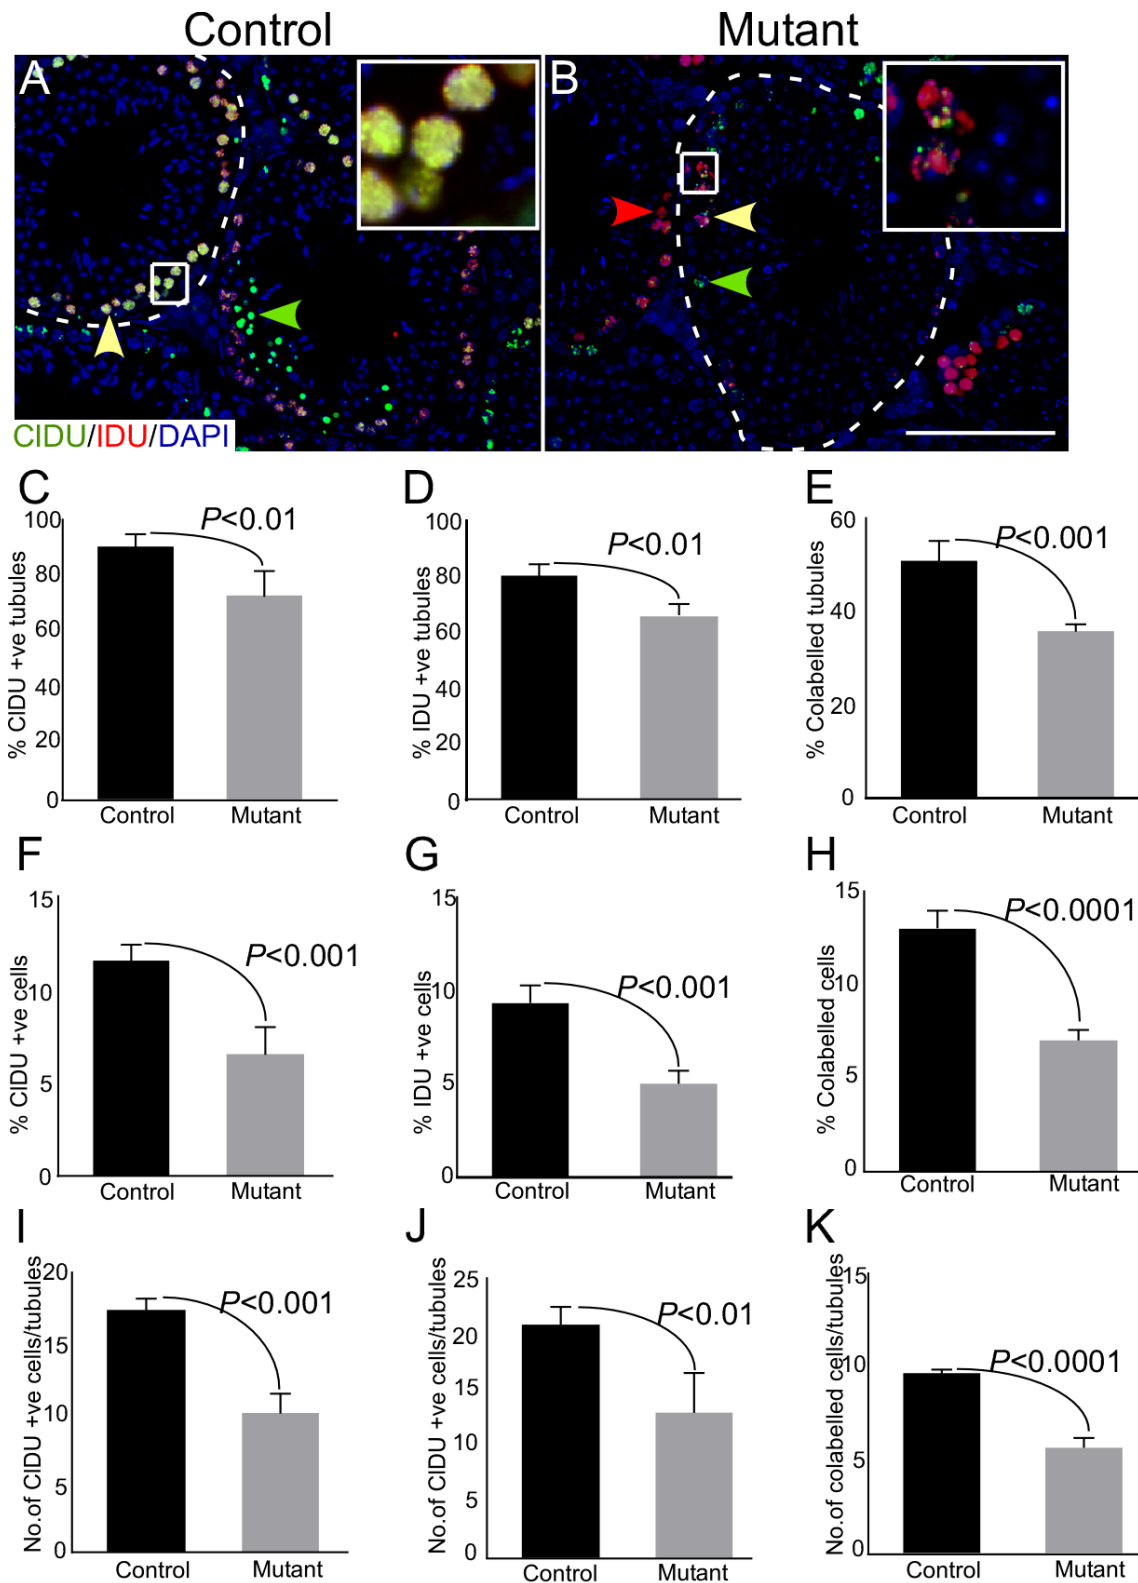 Control
Mutant
A
B
CIDU/IDU/DAPI
C
% CIDU +ve tubules
100
80
60
40
20
0
P<0.01
Control
Mutant
D
% IDU +ve tubules
100
80
60
40
20
0
P<0.01
Control
Mutant
E
% Colabelled tubules
60
40
20
0
P<0.001
Control
Mutant
F
% CIDU +ve cells
15
10
5
0
P<0.001
Control
Mutant
G
% IDU +ve cells
15
10
5
0
P<0.001
Control
Mutant
H
% Colabelled cells
15
10
5
0
P<0.0001
Control
Mutant
I
No.of CIDU +ve cells/tubules
20
15
10
5
0
P<0.001
Control
Mutant
J
No.of CIDU +ve cells/tubules
25
20
15
10
5
0
P<0.01
Control
Mutant
K
No.of colabelled cells/tubules
15
10
5
0
P<0.0001
Control
Mutant